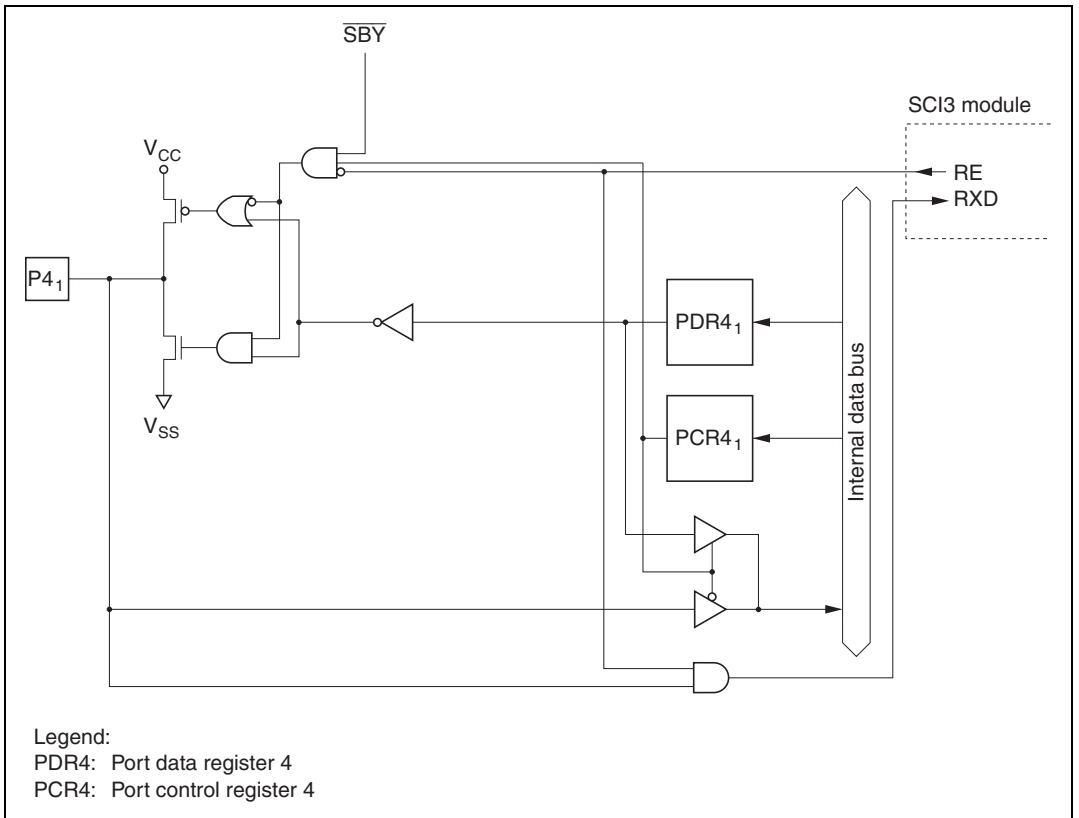 SBY
SCI3 module
VCC
RE
RXD
P41
PDR41
PCR41
Internal data bus
VSS
Legend:
PDR4: Port data register 4
PCR4: Port control register 4